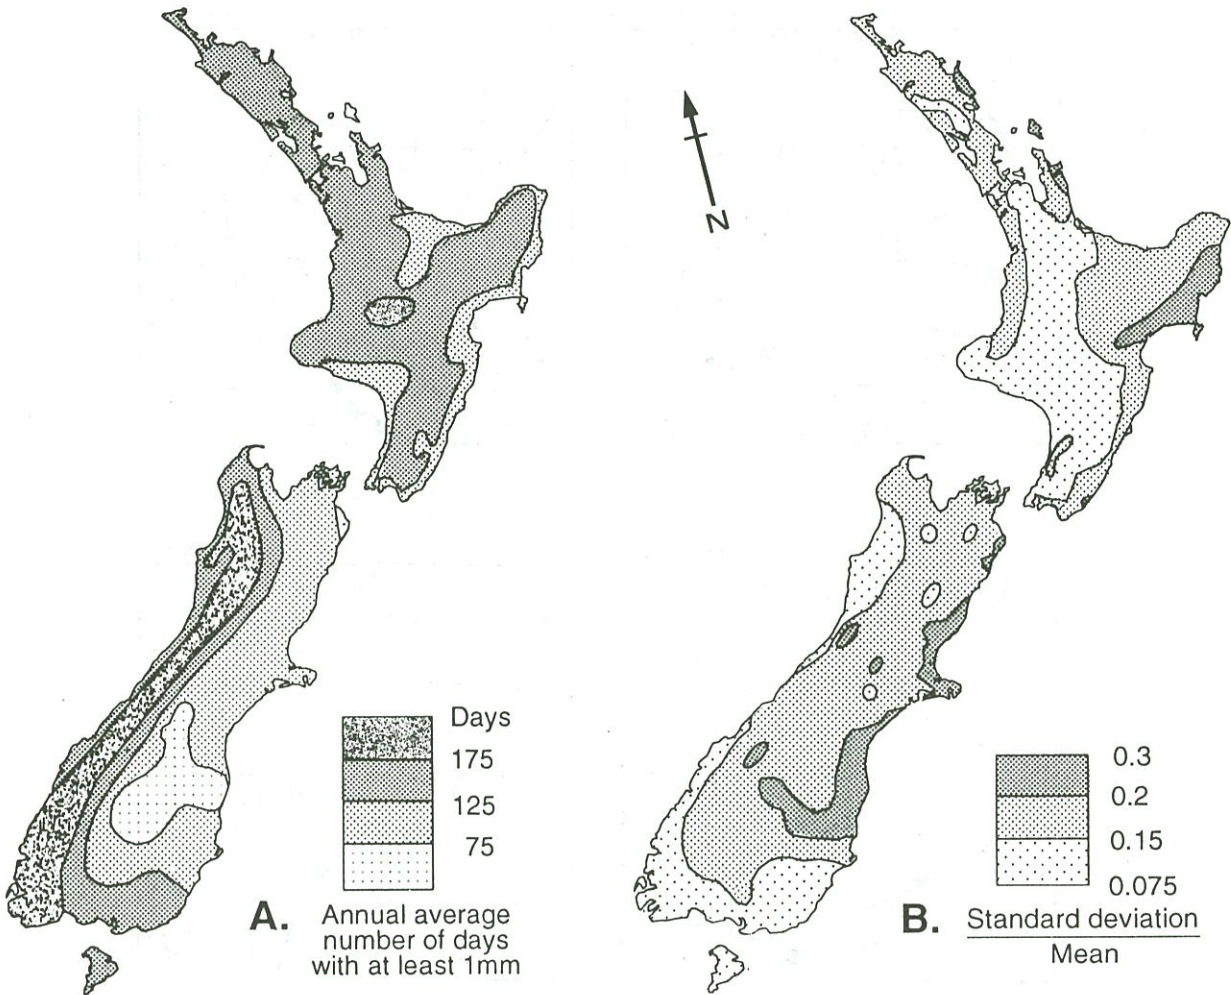 N
Days
175
125
75
A.
Annual average
number of days
with at least 1mm
0.3
0.2
0.15
0.075
B.
Standard deviation
Mean